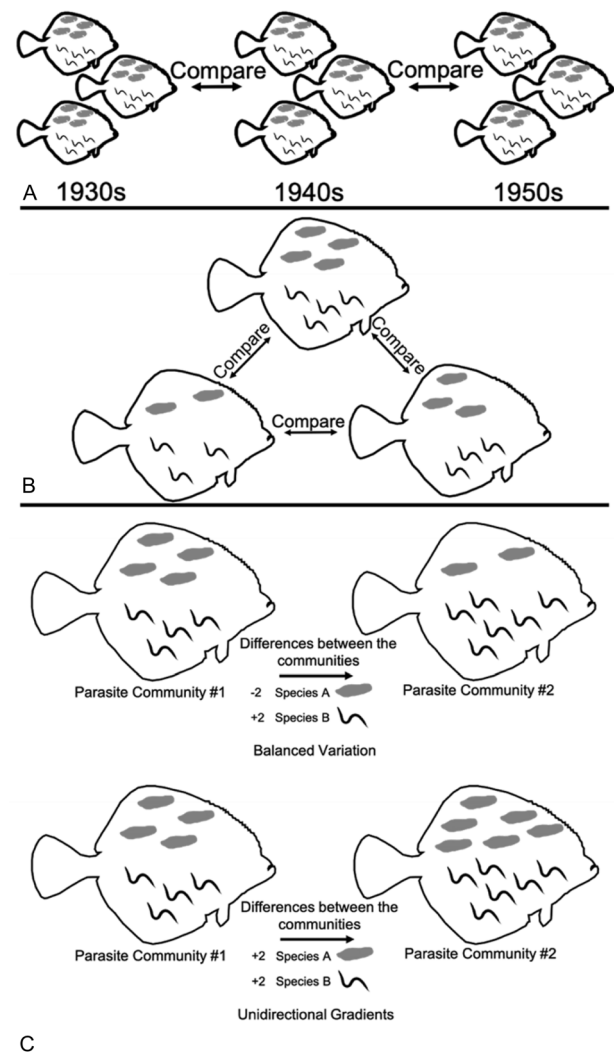 Compare
Compare
A 1930s 1940s 1950s
Compare
Compare
Compare
B
Differences between the
communities
Parasite Community #1
-2 Species A
Parasite Community #2
+2 Species B
Balanced Variation
Differences between the
communities
Parasite Community #1
+2 Species A
Parasite Community #2
+2 Species B
Unidirectional Gradients
C